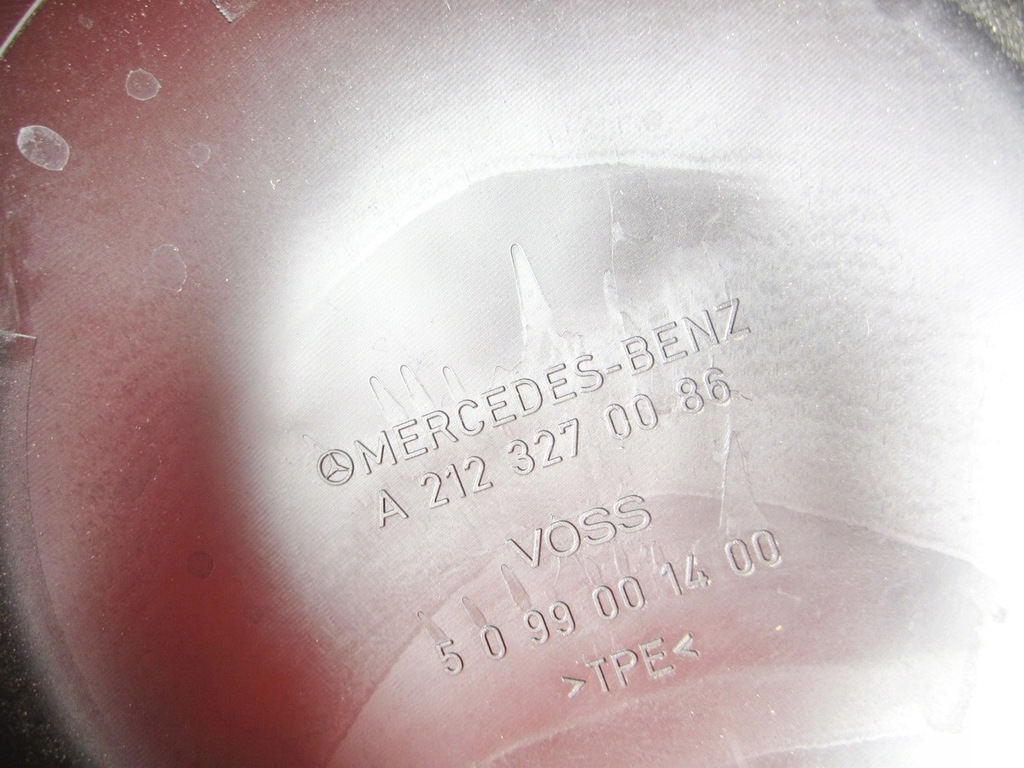 MERCEDES-BENZ
A 212 327 00 86
VOSS
5 0 99 00 14 00
>TPE<